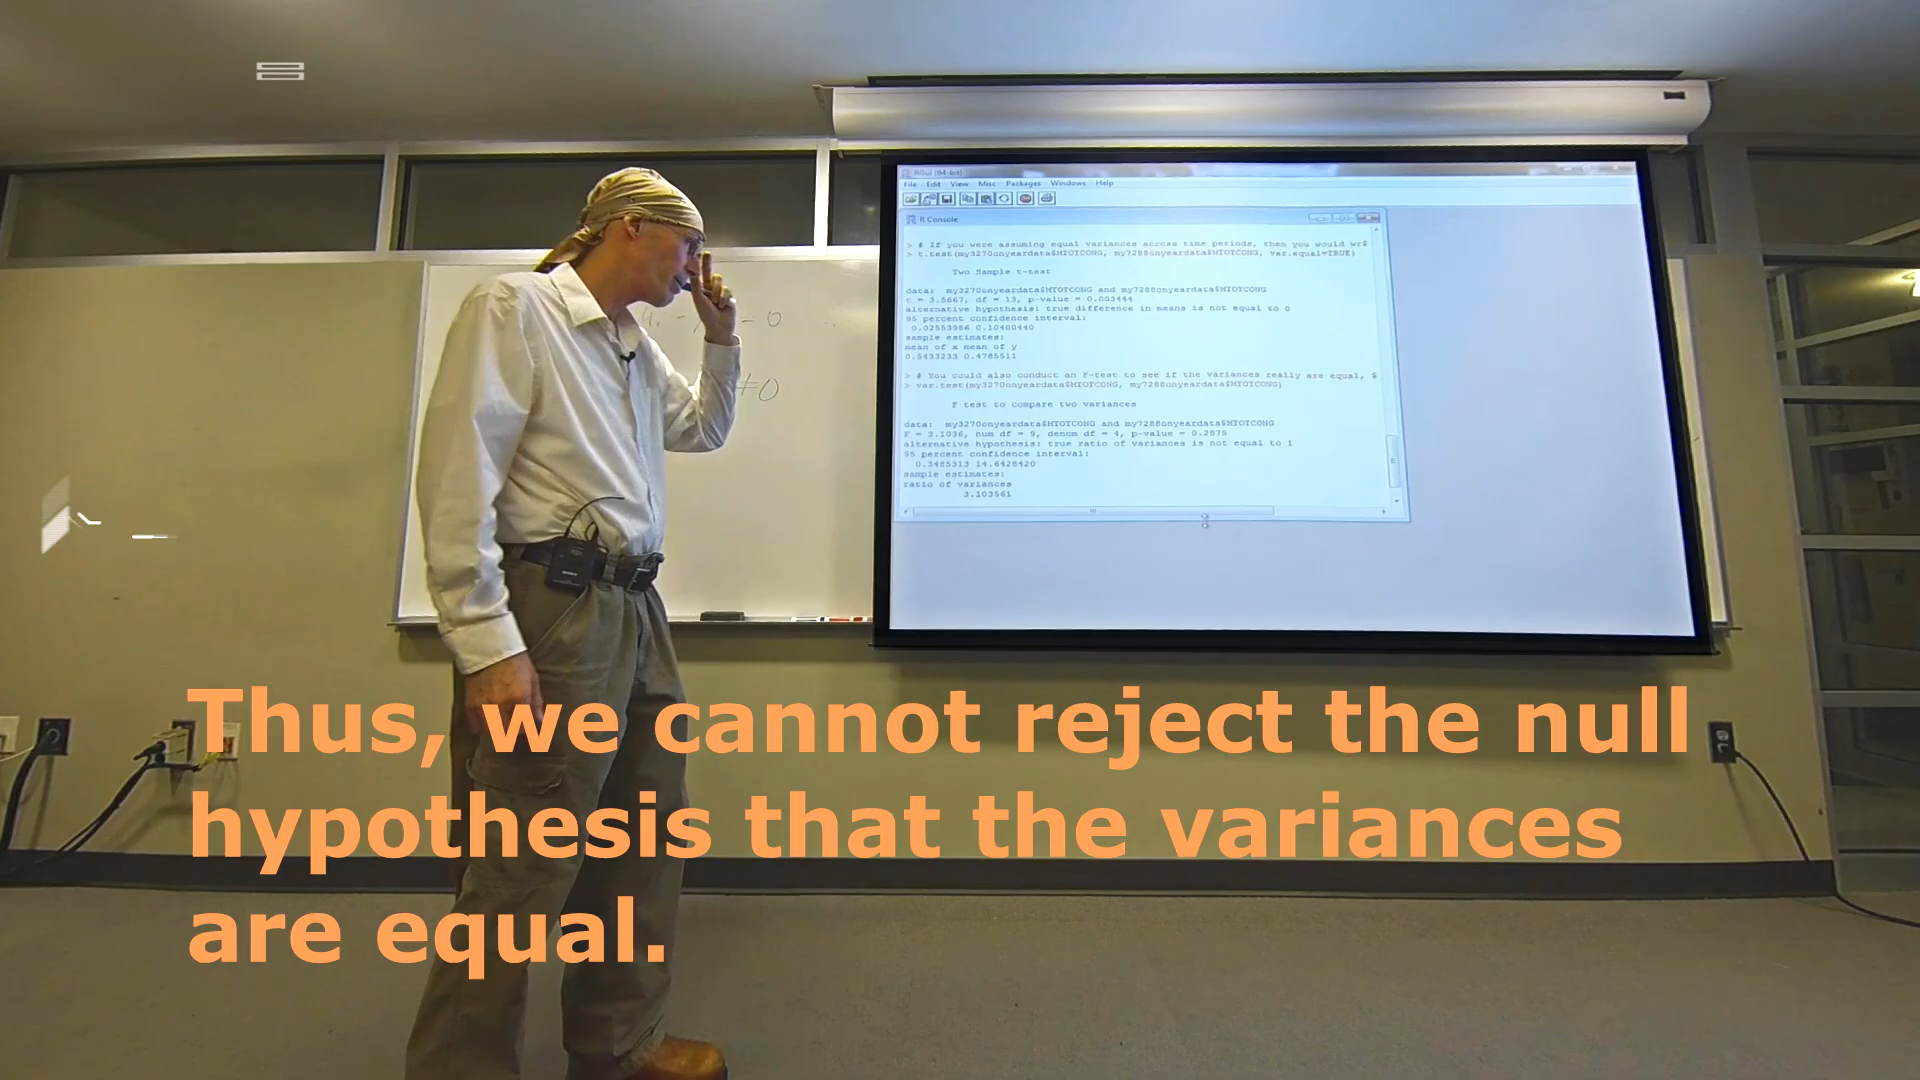 RGui (64-bit)
File Edit View Misc Packages Windows Help
R Console
> # If you were assuming equal variances across time periods, then you would wr$
> t.test(my3270onyeardata$MTOTCONG, my7288onyeardata$MTOTCONG, var.equal=TRUE)
Two Sample t-test
data: my3270onyeardata$MTOTCONG and my7288onyeardata$MTOTCONG
t = 3.5667, df = 13, p-value = 0.003444
alternative hypothesis: true difference in means is not equal to 0
95 percent confidence interval:
0.02553986 0.10400440
sample estimates:
mean of x mean of y
0.5433233 0.4785511
> # You could also conduct an F-test to see if the variances really are equal, $
> var.test(my3270onyeardata$MTOTCONG, my7288onyeardata$MTOTCONG)
F test to compare two variances
data: my3270onyeardata$MTOTCONG and my7288onyeardata$MTOTCONG
F = 3.1036, num df = 9, denom df = 4, p-value = 0.2875
alternative hypothesis: true ratio of variances is not equal to 1
95 percent confidence interval:
0.3485313 14.6428420
sample estimates:
ratio of variances
3.103561
- 0
≠0
Thus, we cannot reject the null
hypothesis that the variances
are equal.